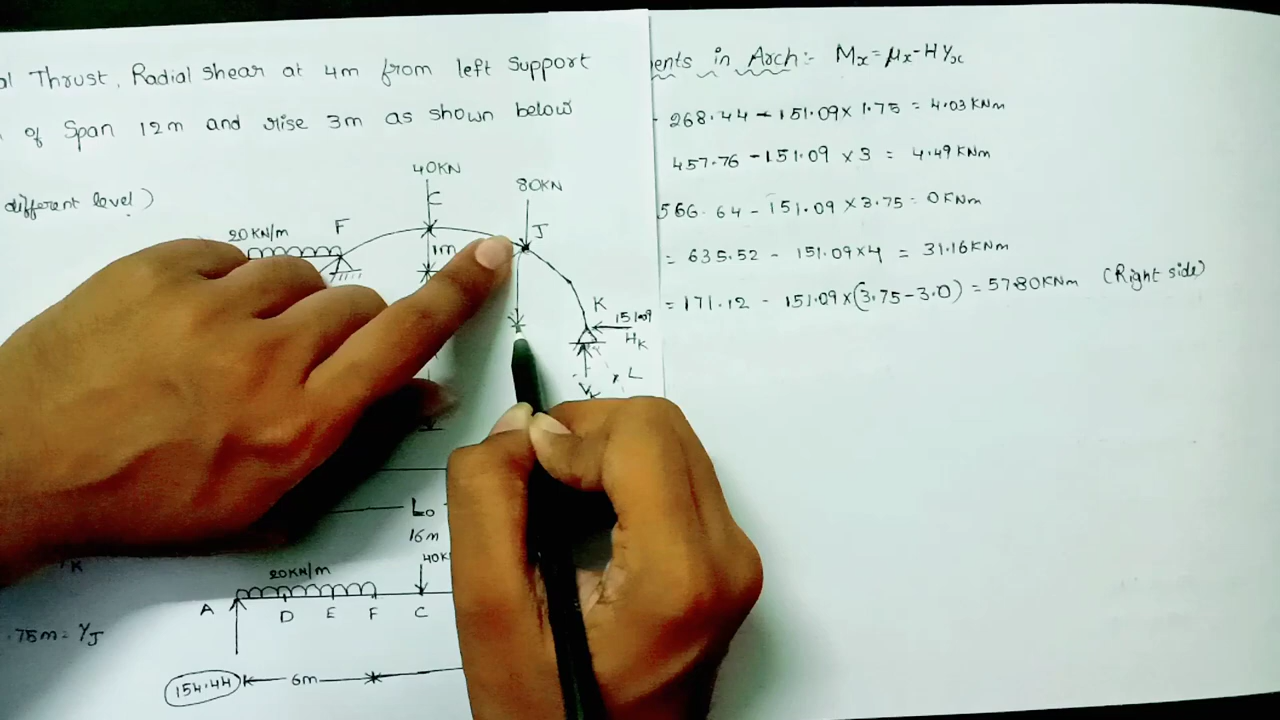 al Thrust, Radial shear at 4m from left support
of Span 12m and rise 3m as shown below
different level)
20 KN/m
F
40KN
C
1m
80KN
J
K
151.09
HK
VK
L
Lo
16m
40K
20KN/m
A
D
E
F
C
154.44
6m
K
.75m = YJ
ents in Arch:- Mx = μx - HYx
268.44 - 151.09 × 1.75 = 4.03 KNm
457.76 - 151.09 × 3 = 4.49 KNm
566.64 - 151.09 × 3.75 = 0 KNm
= 635.52 - 151.09 × 4 = 31.16 KNm
= 171.12 - 151.09 × (3.75 - 3.0) = 57.80 KNm (Right side)